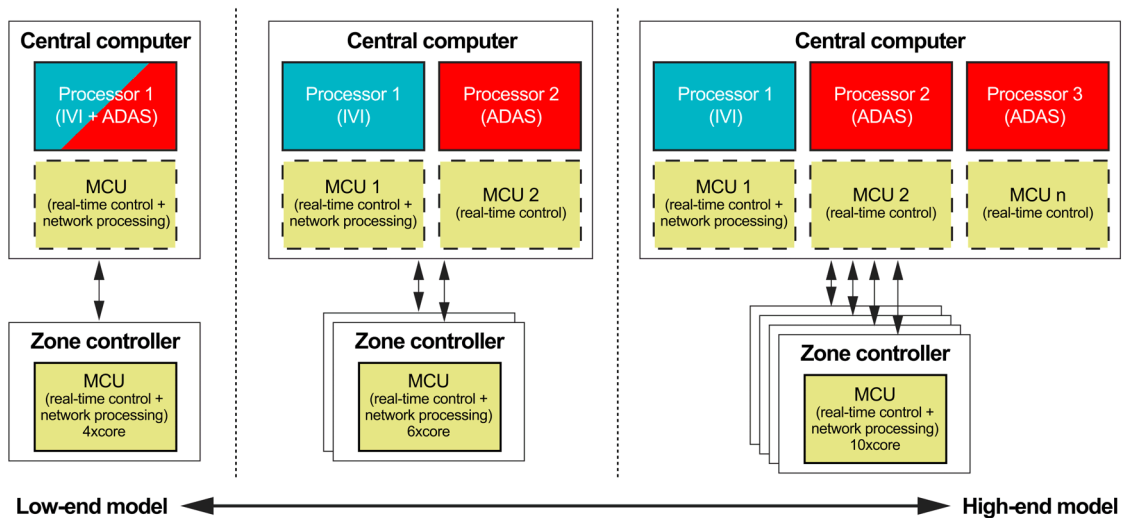 Central computer
Processor 1
(IVI + ADAS)
MCU
(real-time control +
network processing)
Zone controller
MCU
(real-time control +
network processing)
4xcore
Central computer
Processor 1
(IVI)
Processor 2
(ADAS)
MCU 1
(real-time control +
network processing)
MCU 2
(real-time control)
Zone controller
MCU
(real-time control +
network processing)
6xcore
Central computer
Processor 1
(IVI)
Processor 2
(ADAS)
Processor 3
(ADAS)
MCU 1
(real-time control +
network processing)
MCU 2
(real-time control)
MCU n
(real-time control)
Zone controller
MCU
(real-time control +
network processing)
10xcore
Low-end model
High-end model